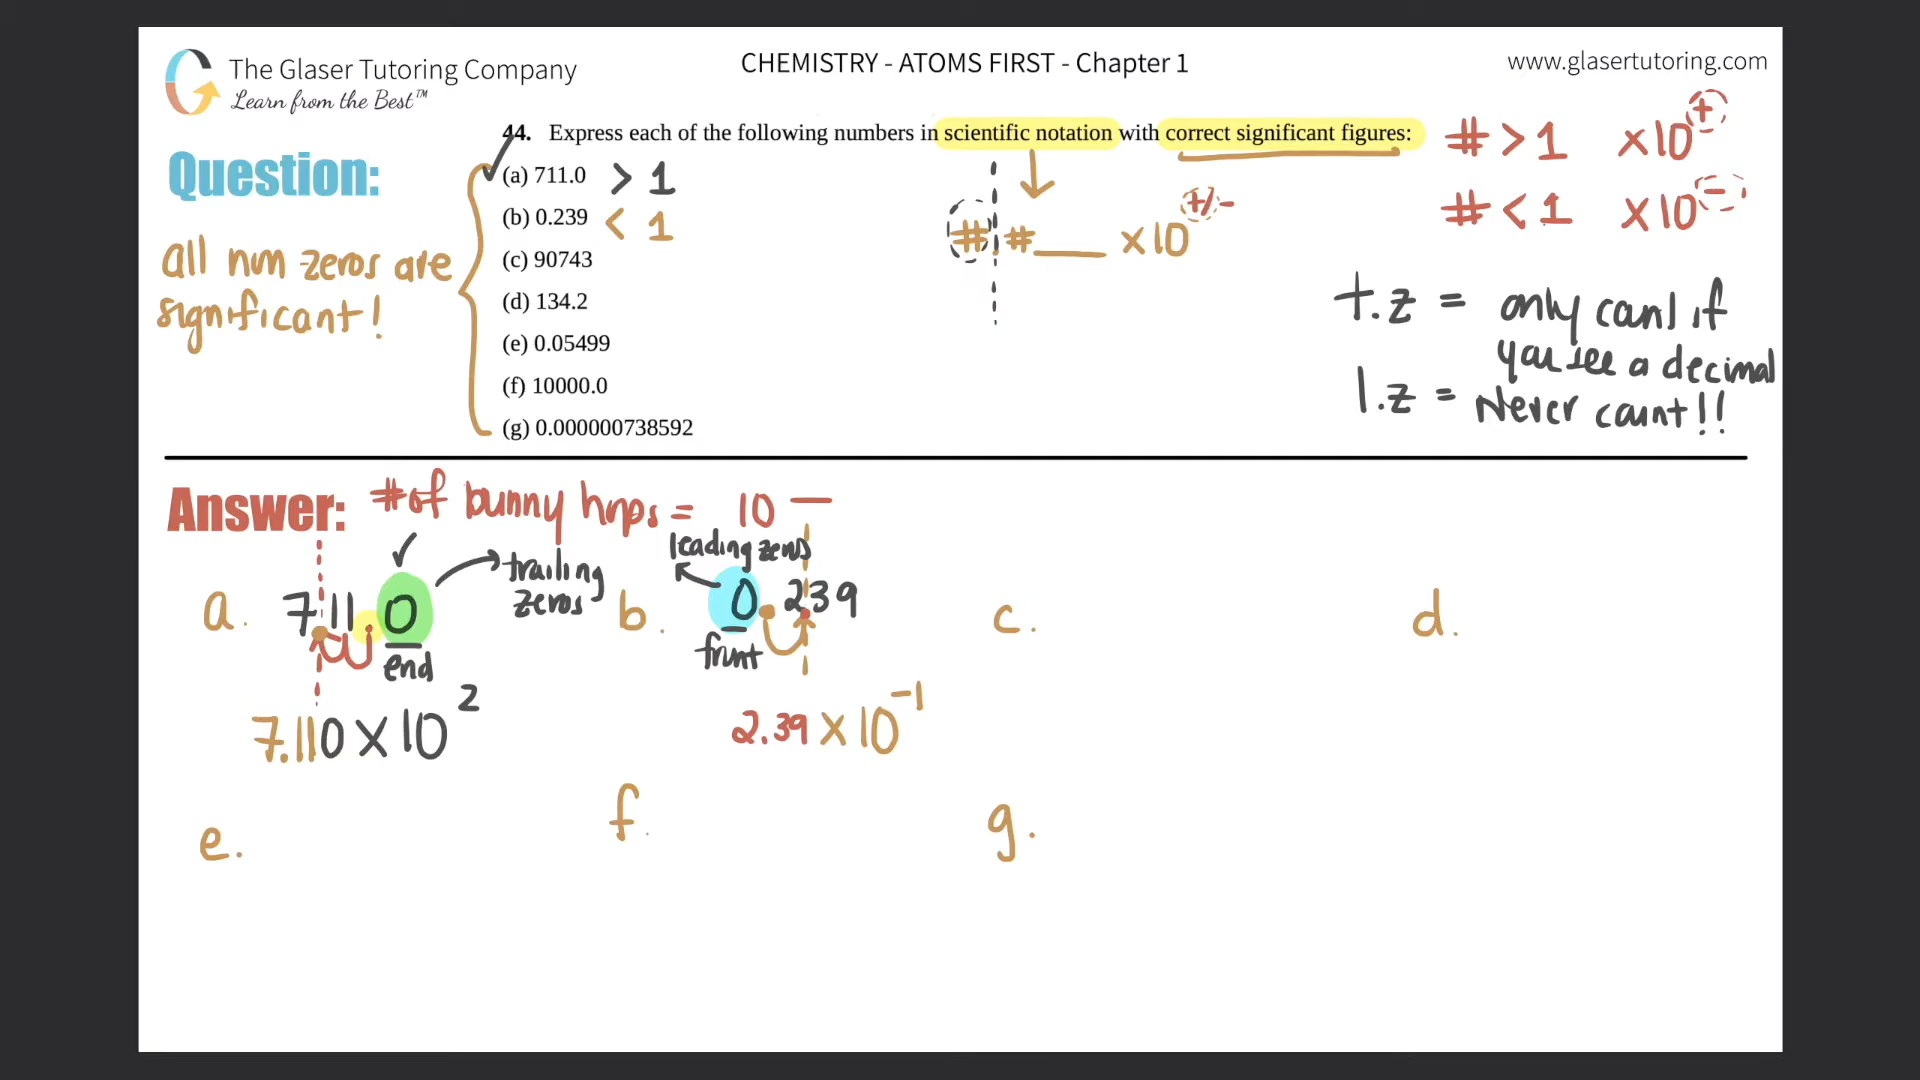 The Glaser Tutoring Company
Learn from the Best™
CHEMISTRY - ATOMS FIRST - Chapter 1
www.glasertutoring.com
Question:
44. Express each of the following numbers in scientific notation with correct significant figures:
(a) 711.0 > 1
(b) 0.239 < 1
(c) 90743
(d) 134.2
(e) 0.05499
(f) 10000.0
(g) 0.000000738592
all nm zeros are
significant!
#.#___ x10 +/-
# > 1 x10 +
# < 1 x10 -
t.z = only count if
you see a decimal
l.z = Never count!!
Answer:
# of bunny hops = 10 —
a. 711.0
trailing
zeros
end
7.110 x 10 2
leading zeros
b. 0.239
front
2.39 x 10 -1
c.
d.
e.
f.
g.